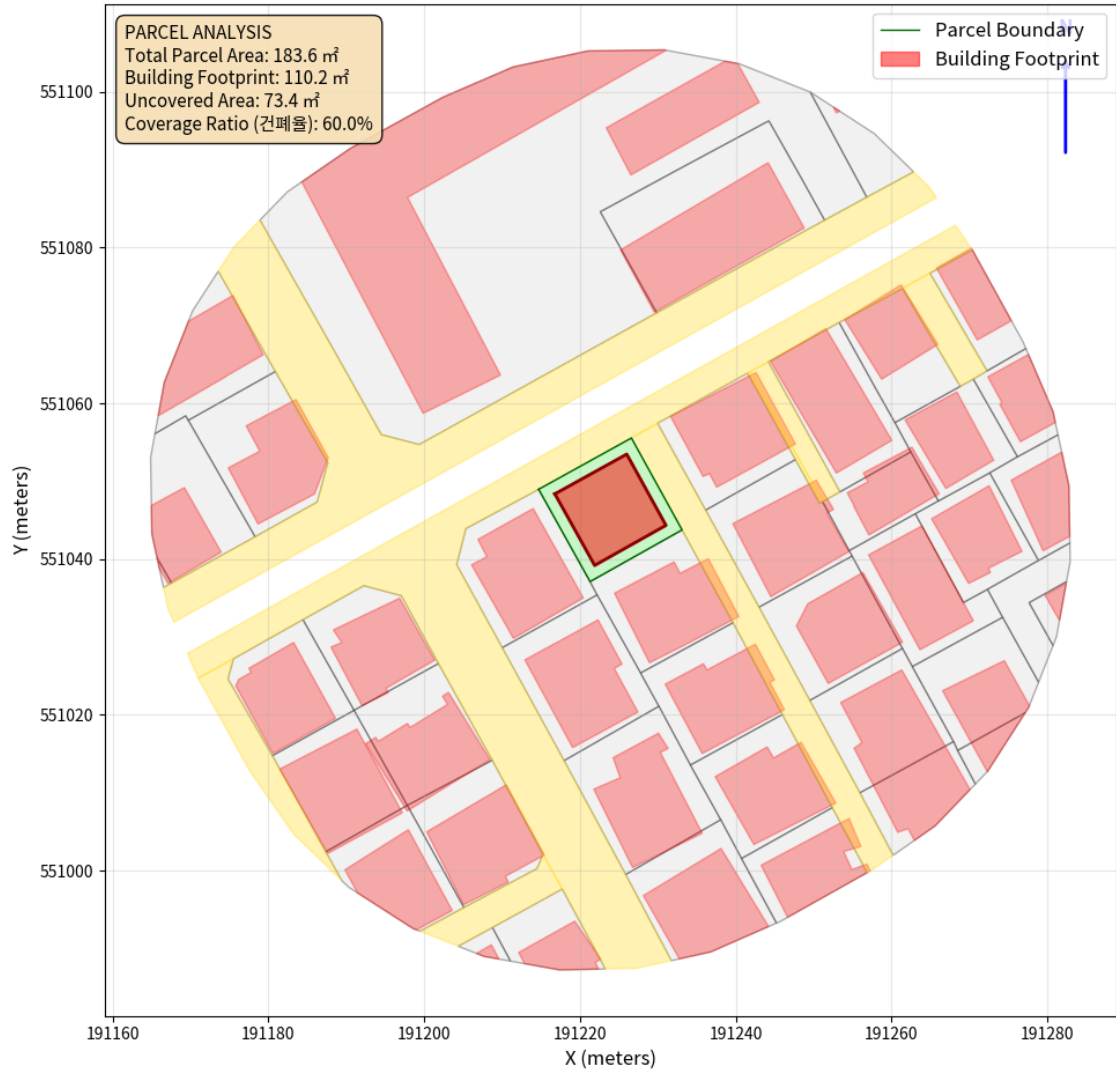 PARCEL ANALYSIS
Total Parcel Area: 183.6 ㎡
Building Footprint: 110.2 ㎡
Uncovered Area: 73.4 ㎡
Coverage Ratio (건폐율): 60.0%
N
Parcel Boundary
Building Footprint
551100
551080
551060
551040
551020
551000
Y (meters)
191160
191180
191200
191220
191240
191260
191280
X (meters)